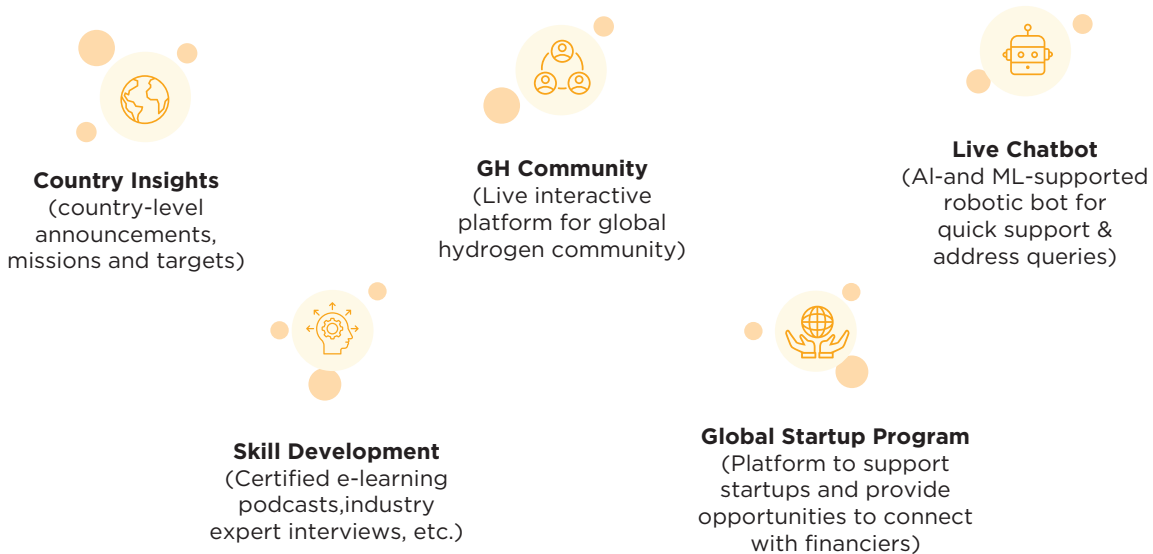 Country Insights
(country-level
announcements,
missions and targets)
GH Community
(Live interactive
platform for global
hydrogen community)
Live Chatbot
(AI-and ML-supported
robotic bot for
quick support &
address queries)
Skill Development
(Certified e-learning
podcasts,industry
expert interviews, etc.)
Global Startup Program
(Platform to support
startups and provide
opportunities to connect
with financiers)